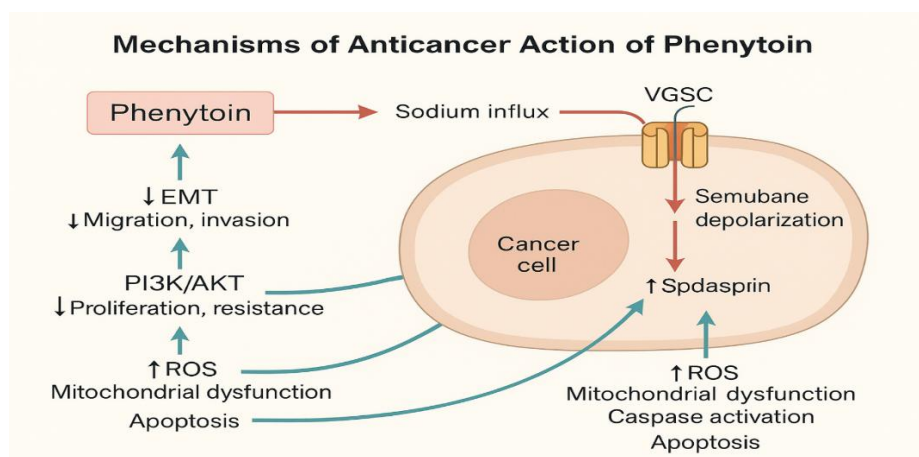 Mechanisms of Anticancer Action of Phenytoin
Phenytoin
Sodium influx
VGSC
↓ EMT
↓ Migration, invasion
PI3K/AKT
↓ Proliferation, resistance
↑ ROS
Mitochondrial dysfunction
Apoptosis
Cancer
cell
Semubane
depolarization
↑ Spdasprin
↑ ROS
Mitochondrial dysfunction
Caspase activation
Apoptosis